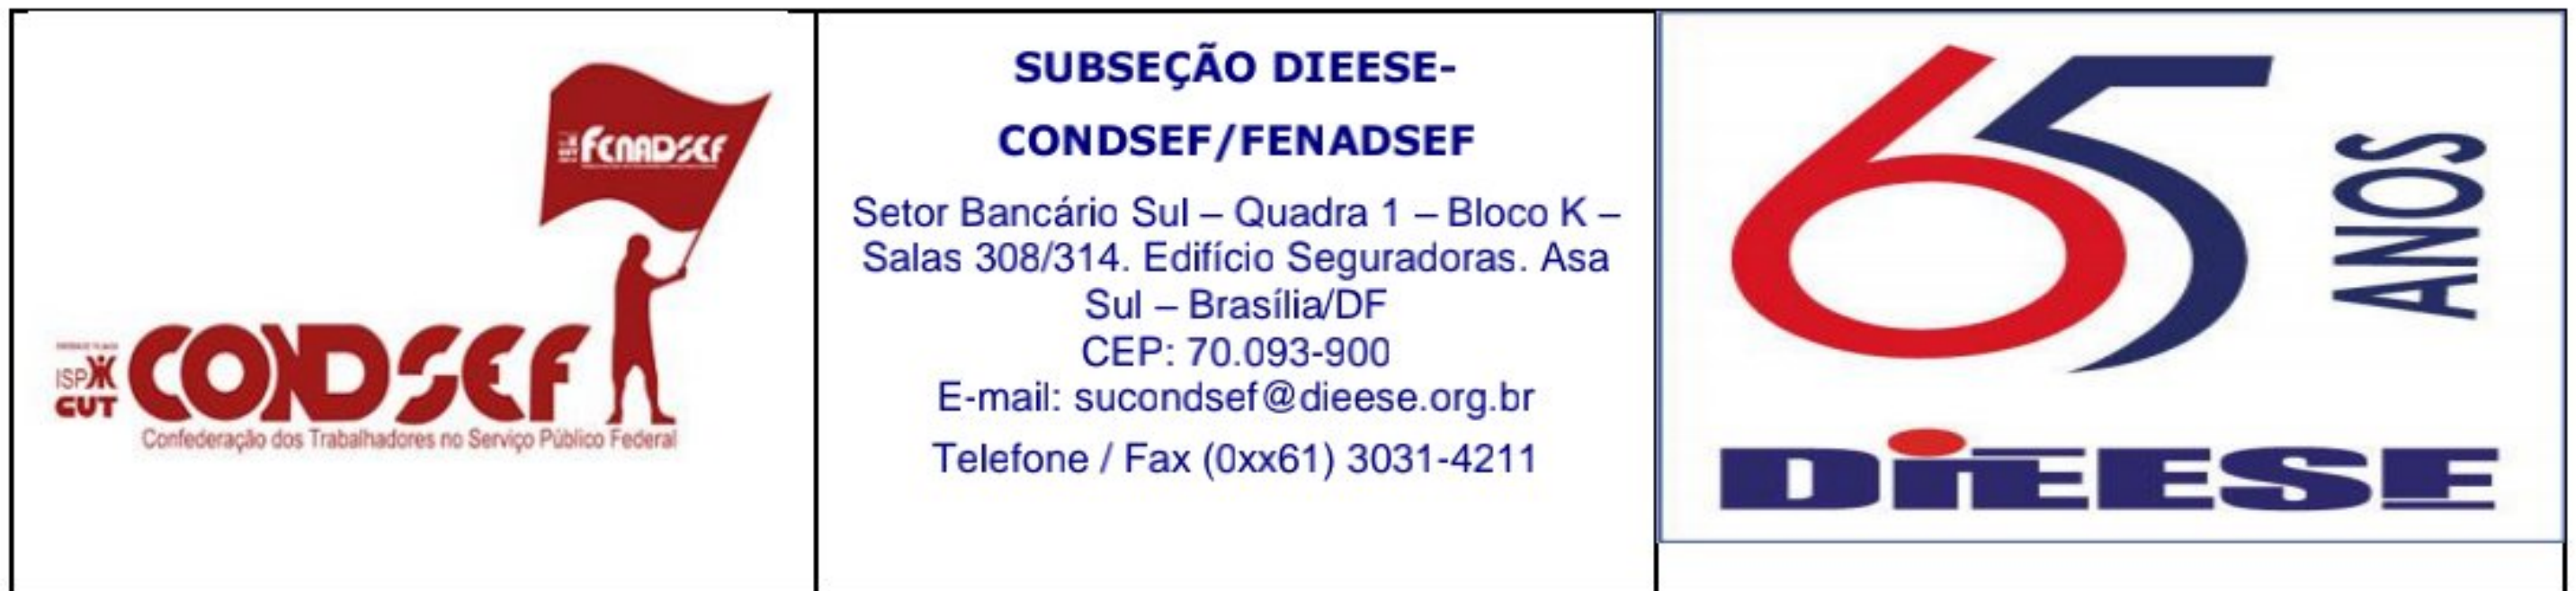 FENADSEF
ISP
CUT
CONDSEF
Confederação dos Trabalhadores no Serviço Público Federal
SUBSEÇÃO DIEESE-
CONDSEF/FENADSEF
Setor Bancário Sul – Quadra 1 – Bloco K –
Salas 308/314. Edifício Seguradoras. Asa
Sul – Brasília/DF
CEP: 70.093-900
E-mail: sucondsef@dieese.org.br
Telefone / Fax (0xx61) 3031-4211
65
ANOS
DIEESE